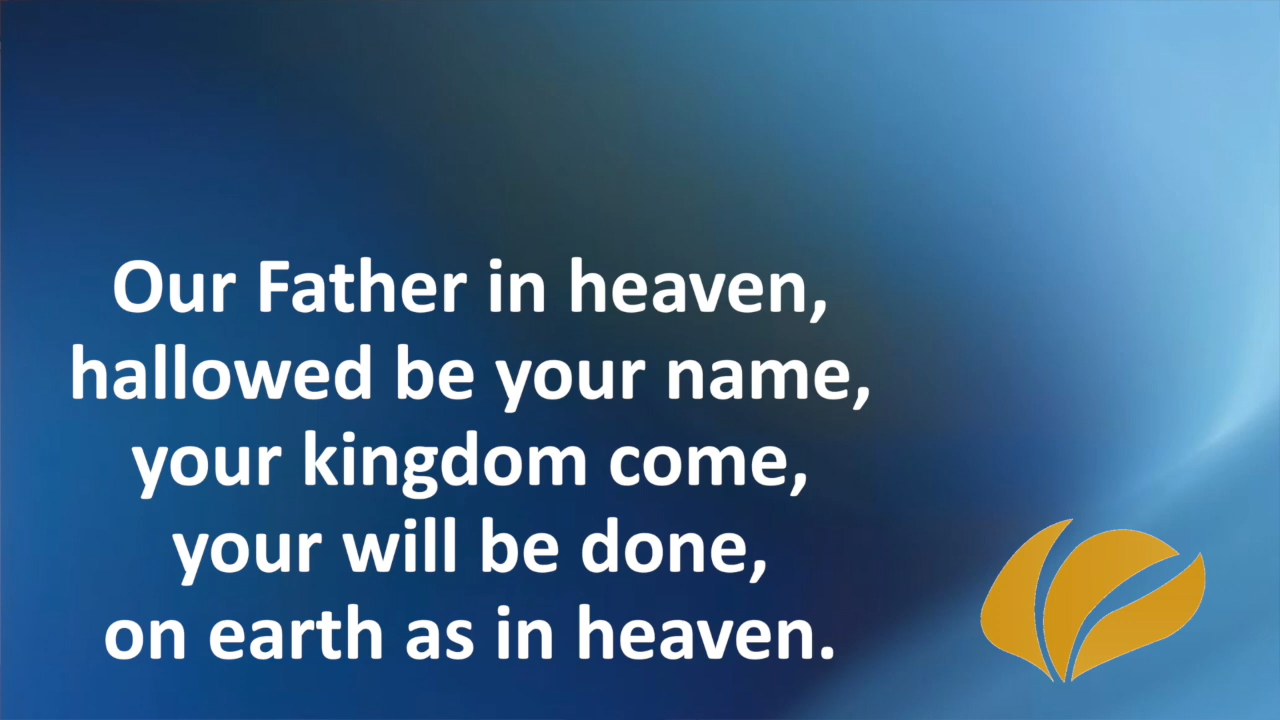 Our Father in heaven,
hallowed be your name,
your kingdom come,
your will be done,
on earth as in heaven.